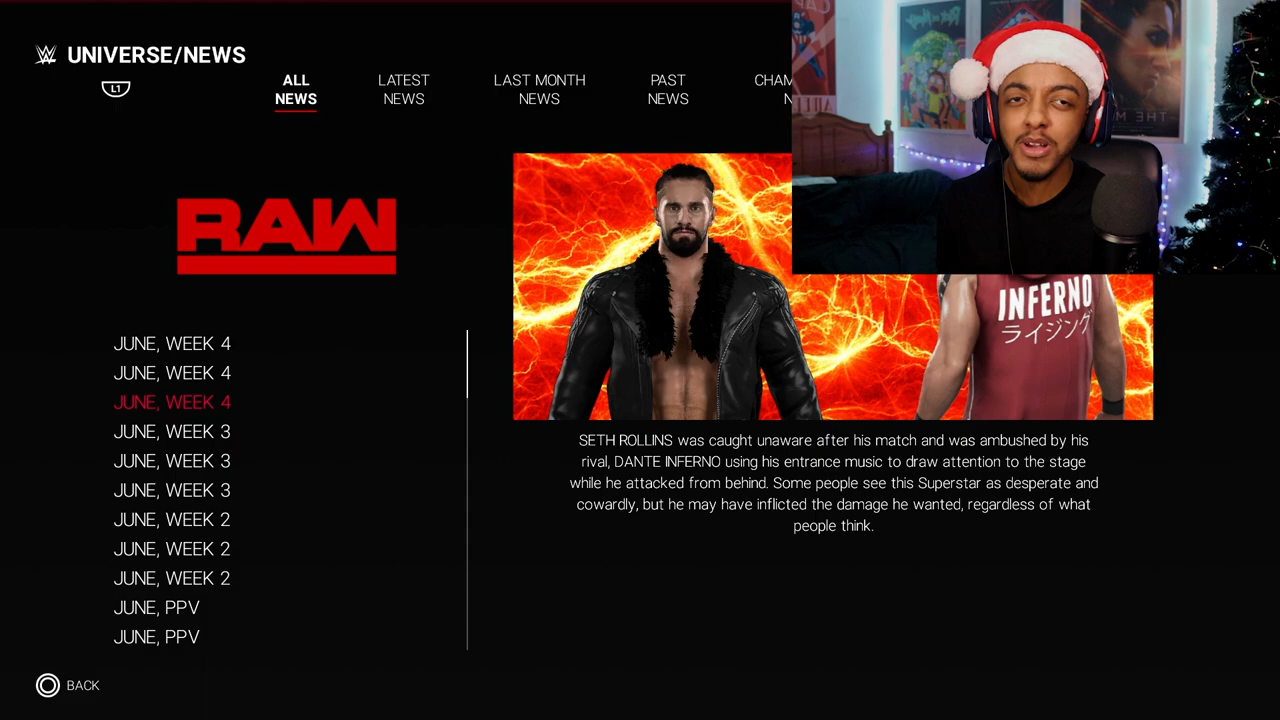 UNIVERSE/NEWS
L1
ALL
NEWS
LATEST
NEWS
LAST MONTH
NEWS
PAST
NEWS
RAW
JUNE, WEEK 4
JUNE, WEEK 4
JUNE, WEEK 4
JUNE, WEEK 3
JUNE, WEEK 3
JUNE, WEEK 3
JUNE, WEEK 2
JUNE, WEEK 2
JUNE, WEEK 2
JUNE, PPV
JUNE, PPV
INFERNO
ライジング
SETH ROLLINS was caught unaware after his match and was ambushed by his
rival, DANTE INFERNO using his entrance music to draw attention to the stage
while he attacked from behind. Some people see this Superstar as desperate and
cowardly, but he may have inflicted the damage he wanted, regardless of what
people think.
BACK